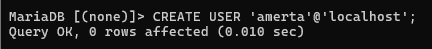 MariaDB [(none)]> CREATE USER 'amerta'@'localhost';
Query OK, 0 rows affected (0.010 sec)